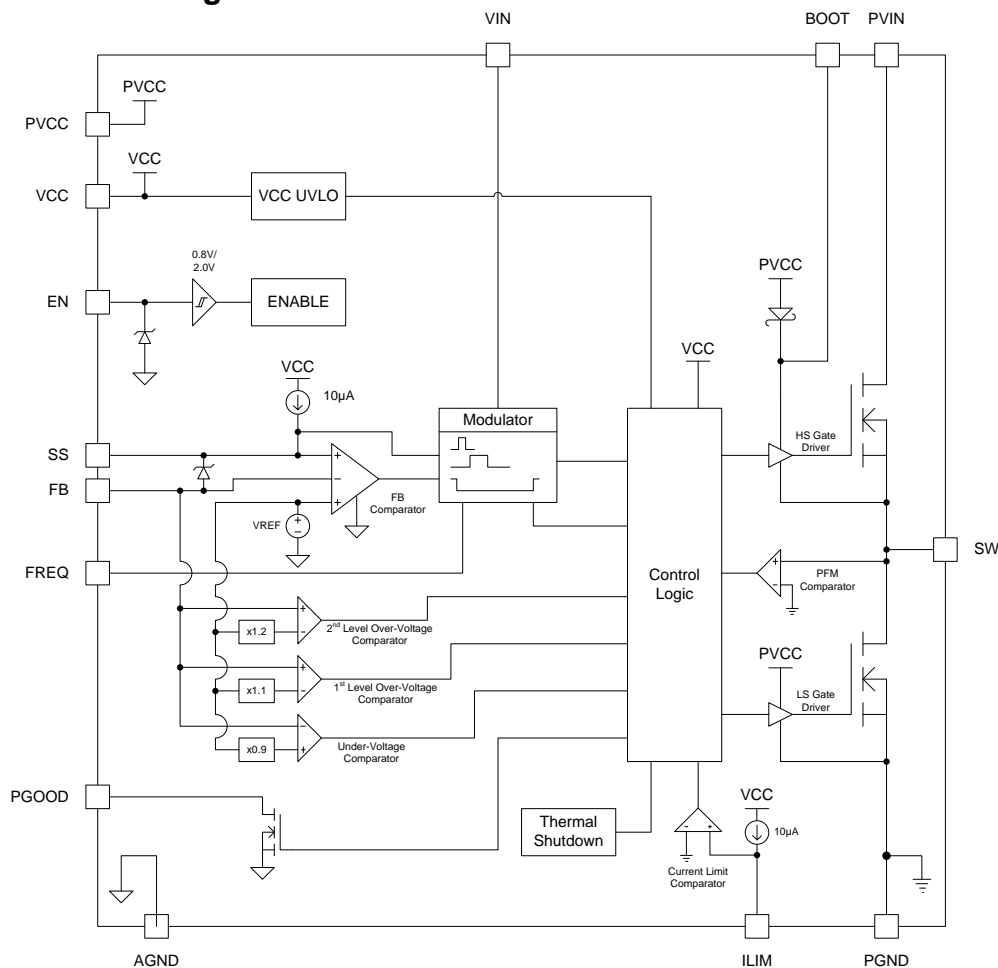 VIN
BOOT
PVIN
PVCC
PVCC
VCC
VCC
VCC UVLO
0.8V/
2.0V
EN
ENABLE
PVCC
VCC
VCC
10µA
Modulator
SS
FB
HS Gate
Driver
FB
Comparator
VREF
SW
FREQ
Control
Logic
PFM
Comparator
x1.2
2nd Level Over-Voltage
Comparator
PVCC
x1.1
1st Level Over-Voltage
Comparator
LS Gate
Driver
x0.9
Under-Voltage
Comparator
PGOOD
VCC
Thermal
Shutdown
10µA
Current Limit
Comparator
AGND
ILIM
PGND